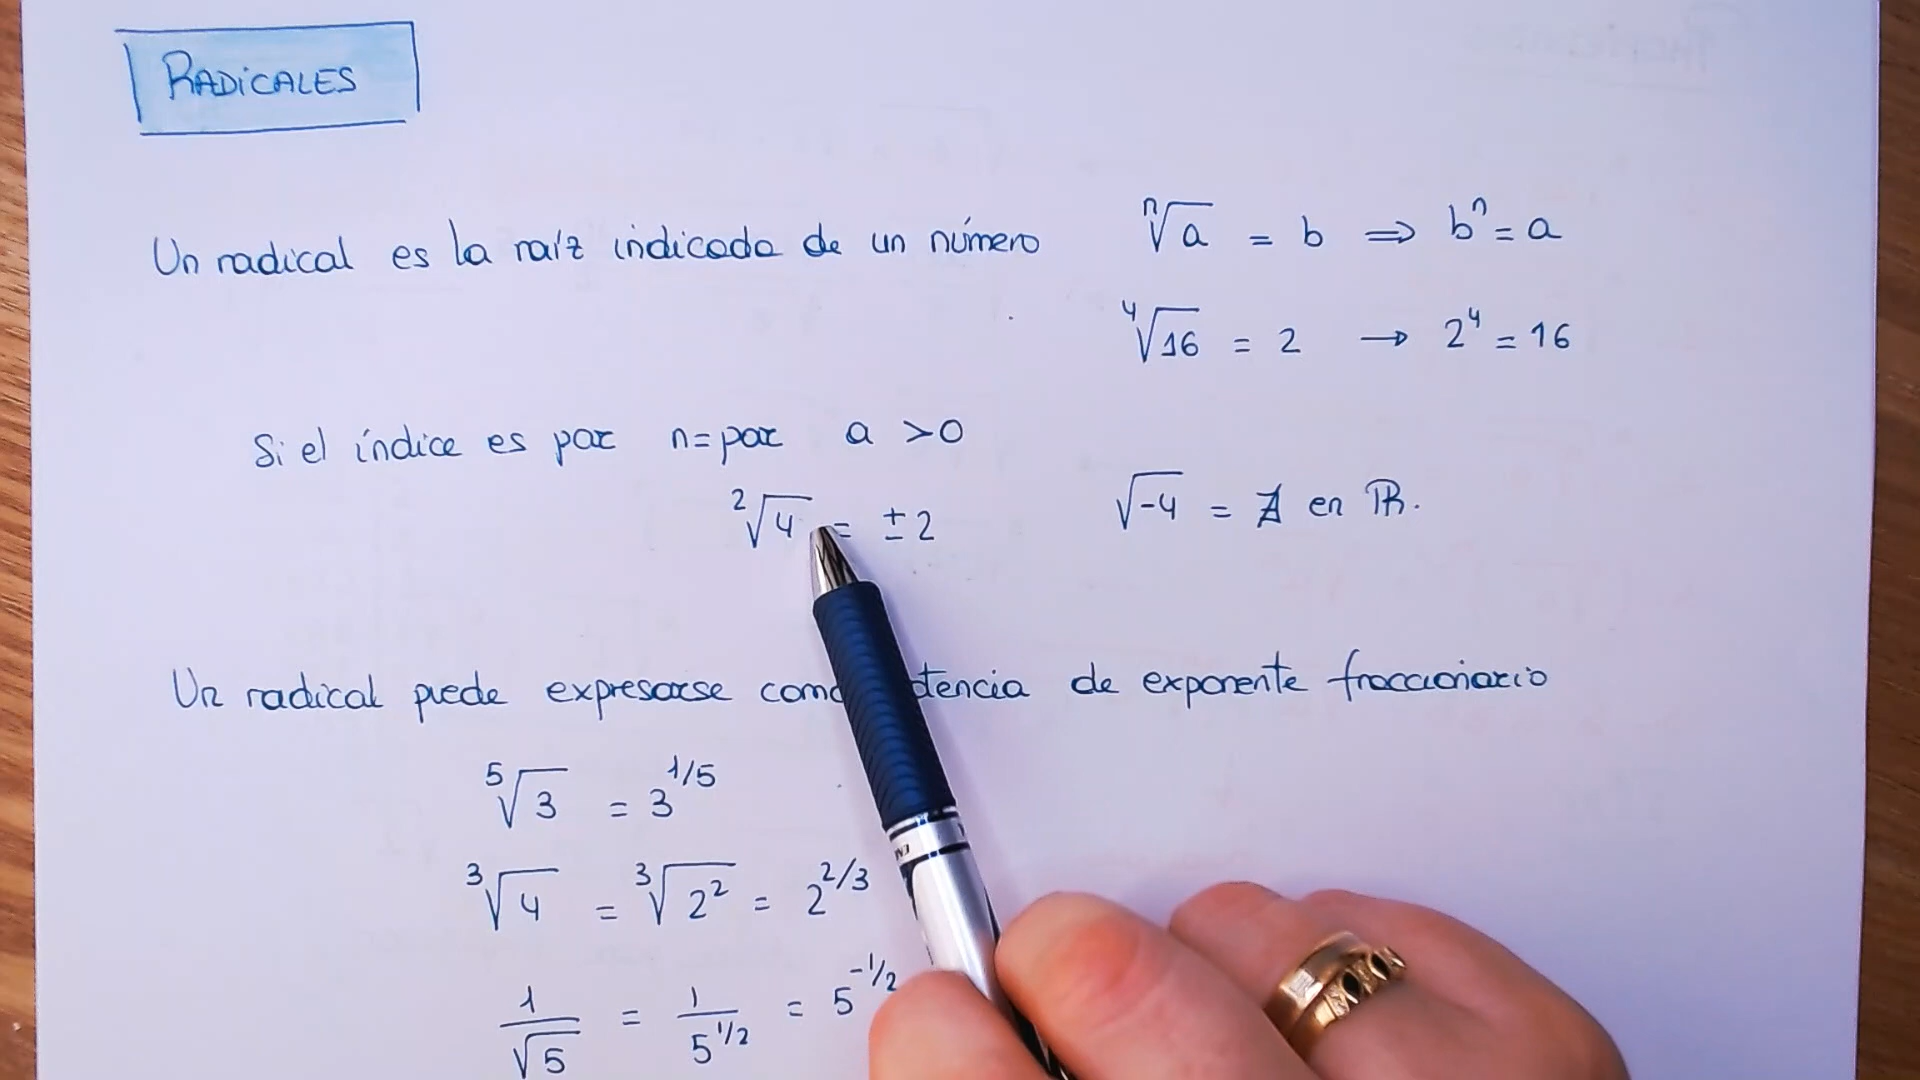 RADICALES
Un radical es la raíz indicada de un número
ⁿ√a = b ⇒ bⁿ = a
⁴√16 = 2 → 2⁴ = 16
Si el índice es par n=par a >0
²√4 = ±2
√-4 = ∄ en ℝ.
Un radical puede expresarse de exponente fraccionario
⁵√3 = 3^1/5
³√4 = ³√2² = 2^2/3
1/√5 = 1/5^1/2 = 5^-1/2